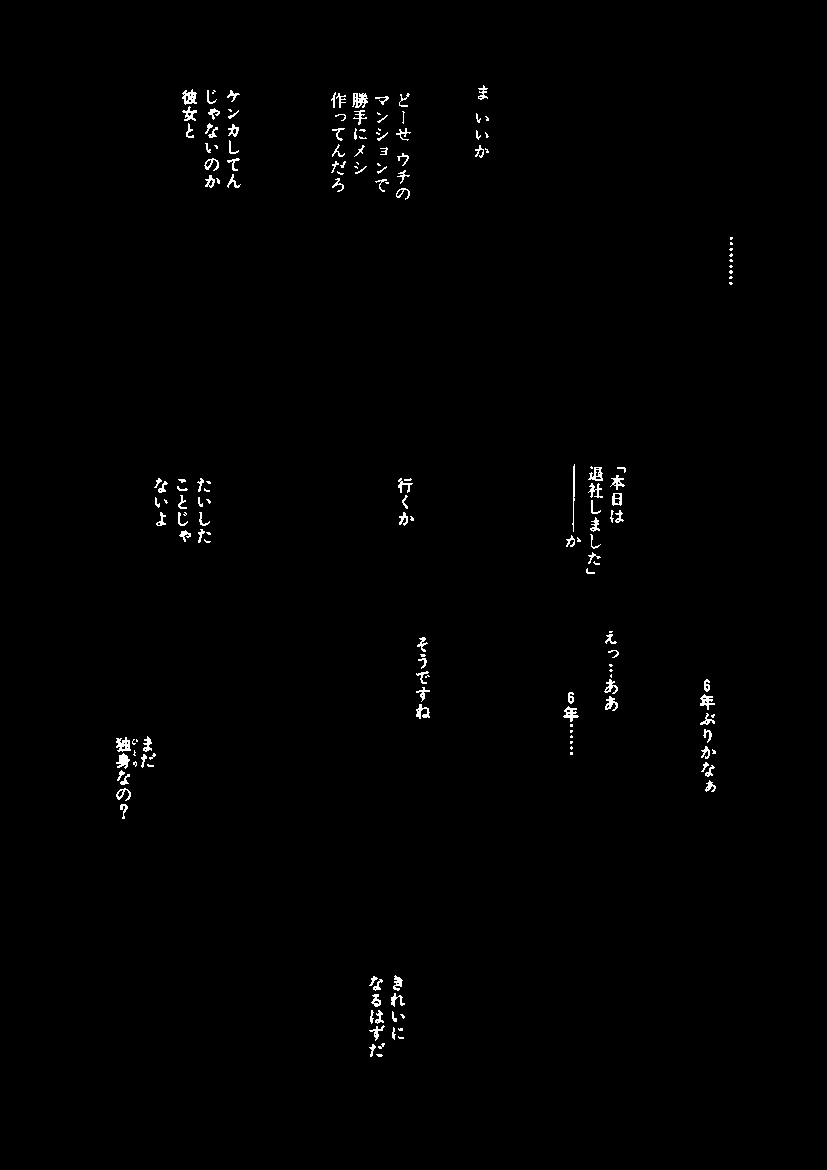 ………
ま いいか
どーせ ウチの
マンションで
勝手にメシ
作ってんだろ
ケンカしてん
じゃないのか
彼女と
「本日は
退社しました」
――か
行くか
たいした
ことじゃ
ないよ
6年ぶりかなぁ
えっ…ああ
6年……
そうですね
まだ
独身なの？
ひとり
きれいに
なるはずだ